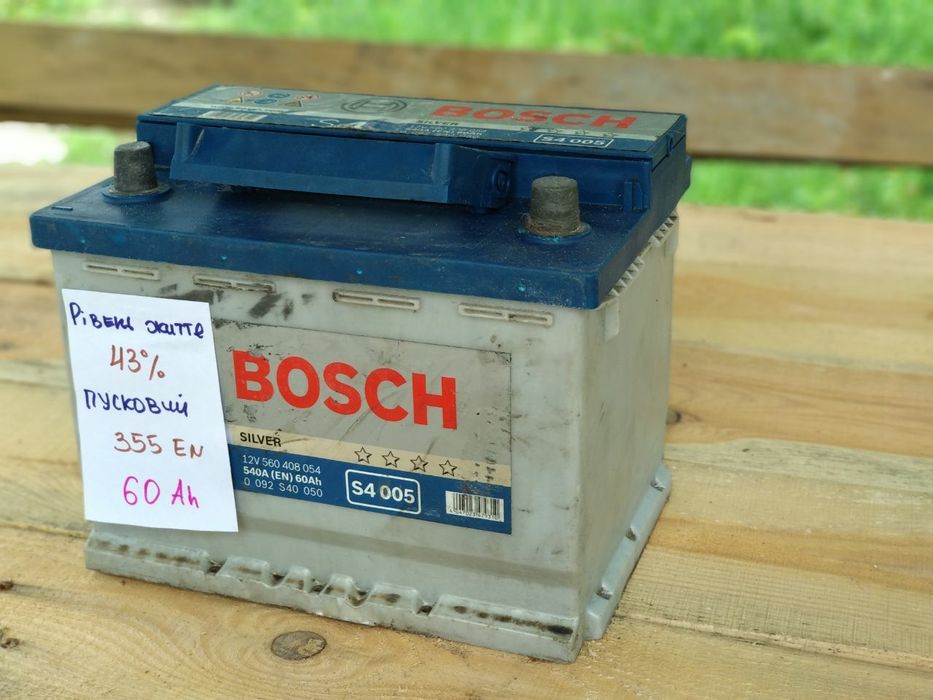 BOSCH
SILVER
S4 005
Рівень життя
43%
пусковий
355 EN
60 Ah
BOSCH
SILVER
12V 560 408 054
540A (EN) 60Ah
0 092 S40 050
S4 005